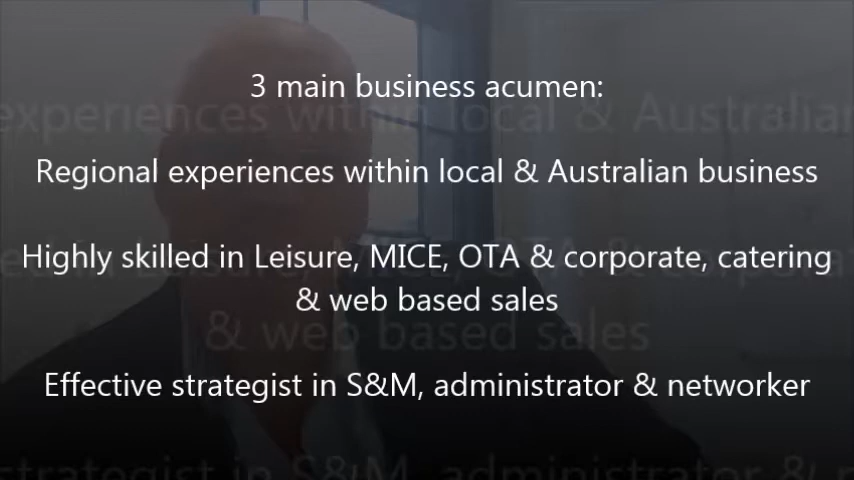 3 main business acumen:
Regional experiences within local & Australian business
Highly skilled in Leisure, MICE, OTA & corporate, catering
& web based sales
Effective strategist in S&M, administrator & networker